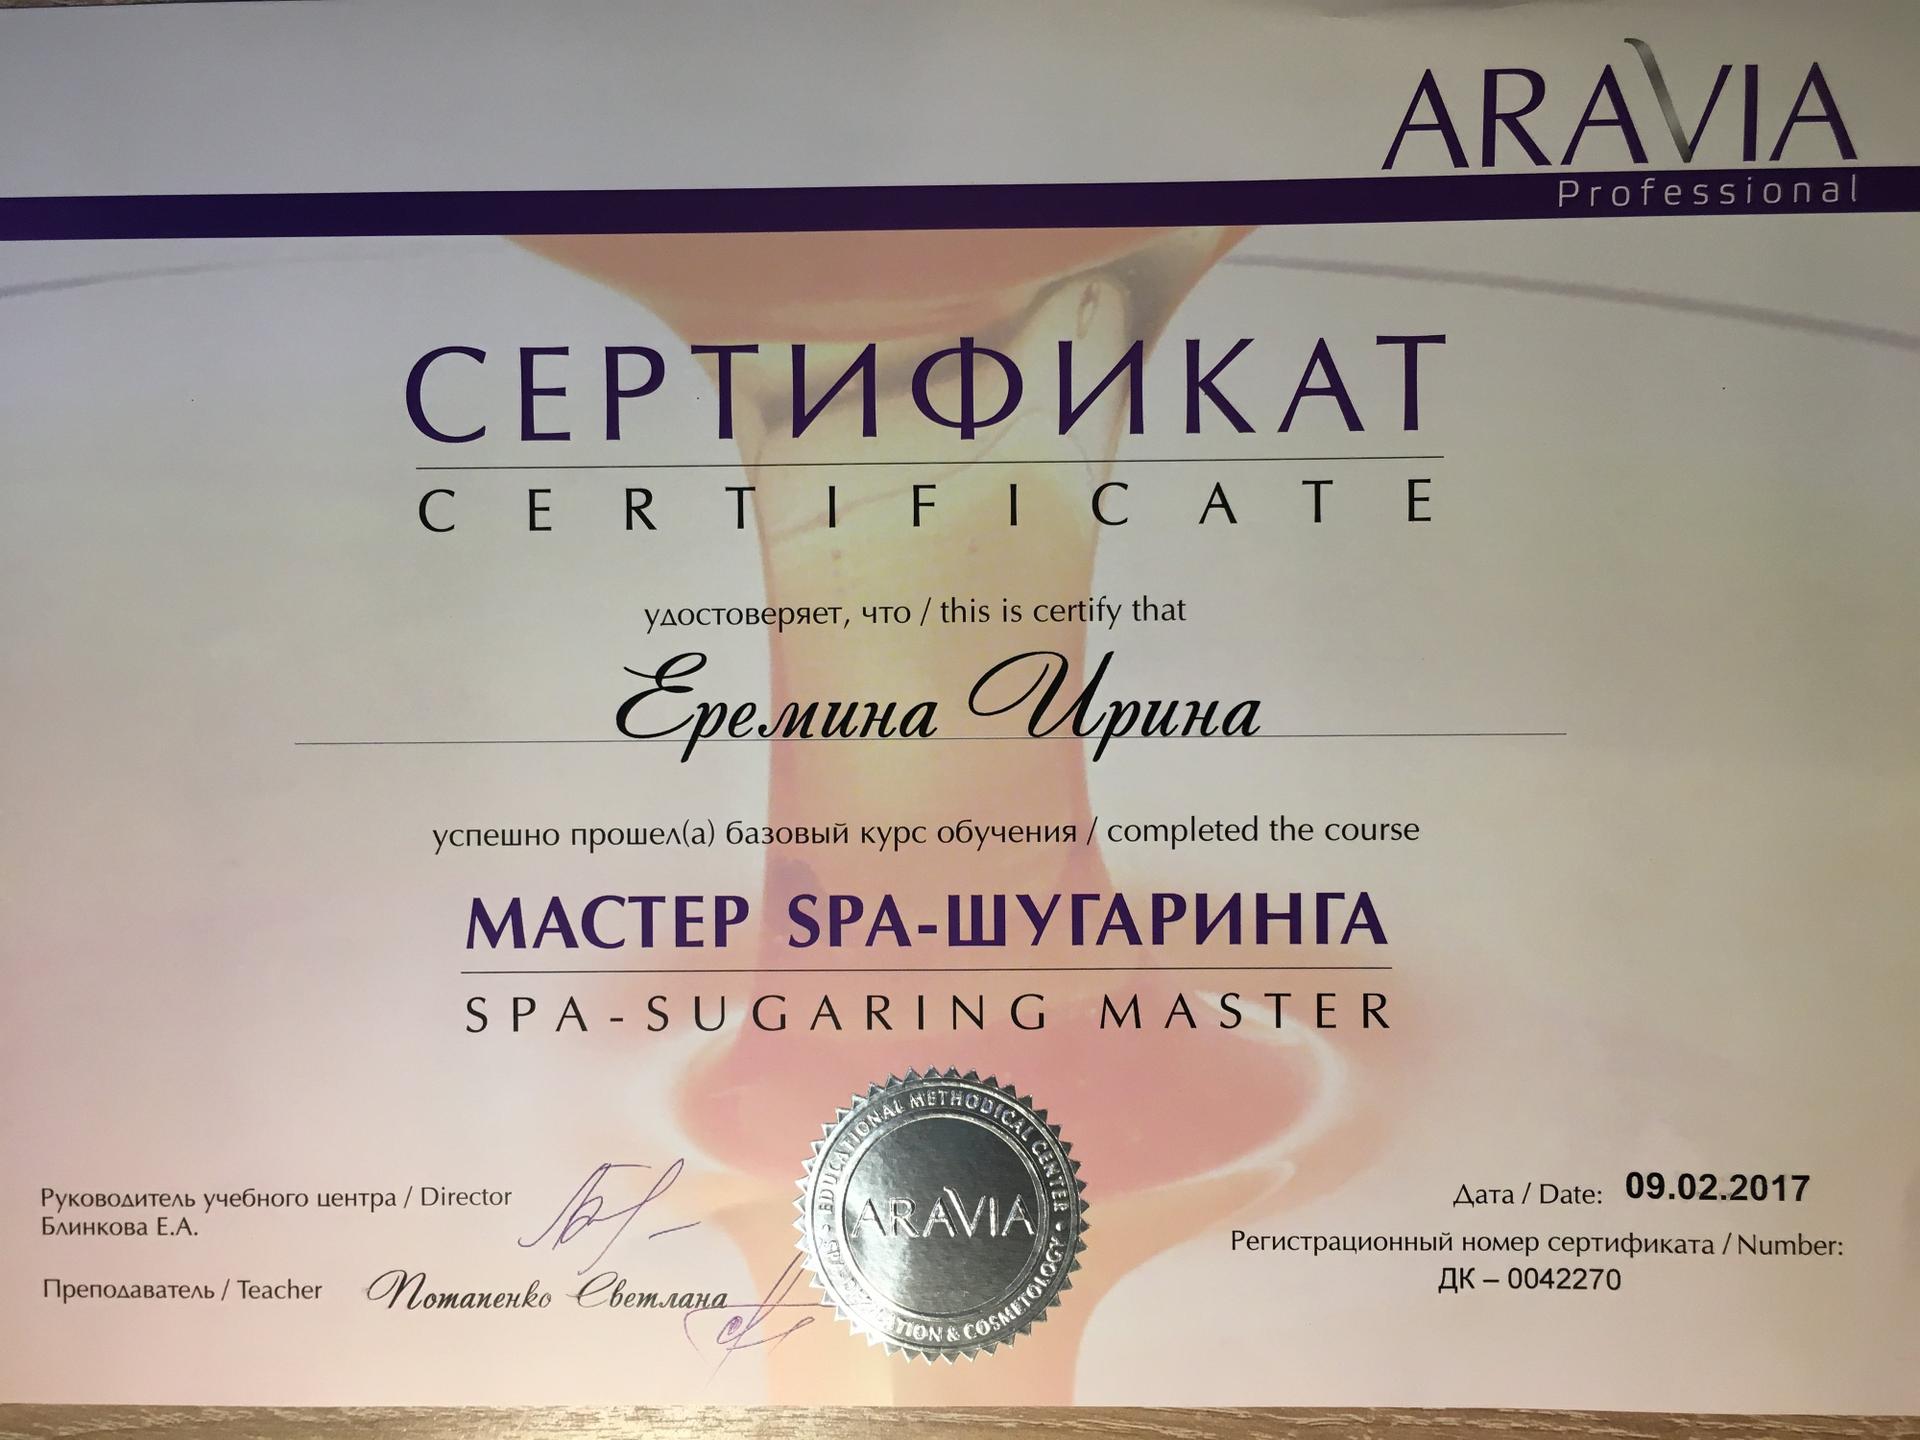 ARAVIA
Professional
СЕРТИФИКАТ
CERTIFICATE
удостоверяет, что / this is certify that
Еремина Ирина
успешно прошел(а) базовый курс обучения / completed the course
МАСТЕР SPA-ШУГАРИНГА
SPA-SUGARING MASTER
Руководитель учебного центра / Director
Блинкова Е.А.
Преподаватель / Teacher Потапенко Светлана
EDUCATIONAL METHODICAL CENTER
ARAVIA
& COSMETOLOGY
Дата / Date: 09.02.2017
Регистрационный номер сертификата / Number:
ДК – 0042270